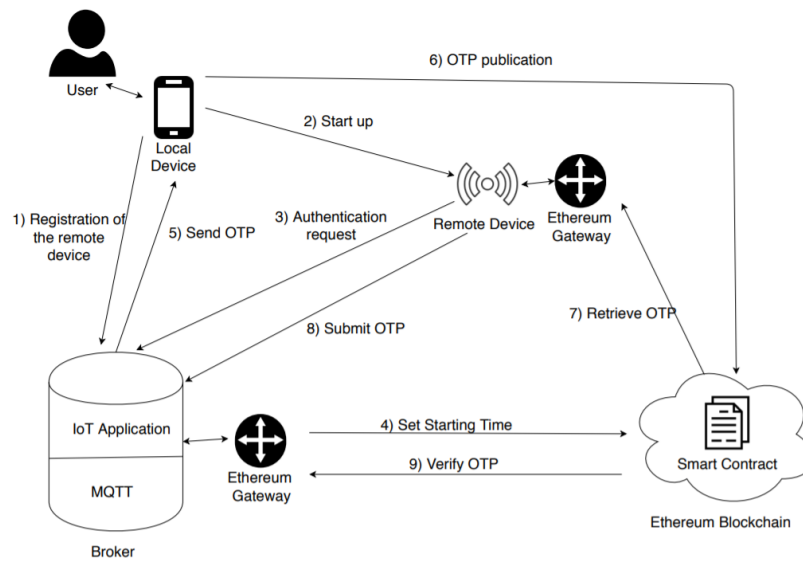 6) OTP publication
User
2) Start up
Local
Device
1) Registration of
the remote
device
5) Send OTP
3) Authentication
request
Remote Device
Ethereum
Gateway
7) Retrieve OTP
8) Submit OTP
IoT Application
4) Set Starting Time
Smart Contract
9) Verify OTP
Ethereum
Gateway
MQTT
Ethereum Blockchain
Broker